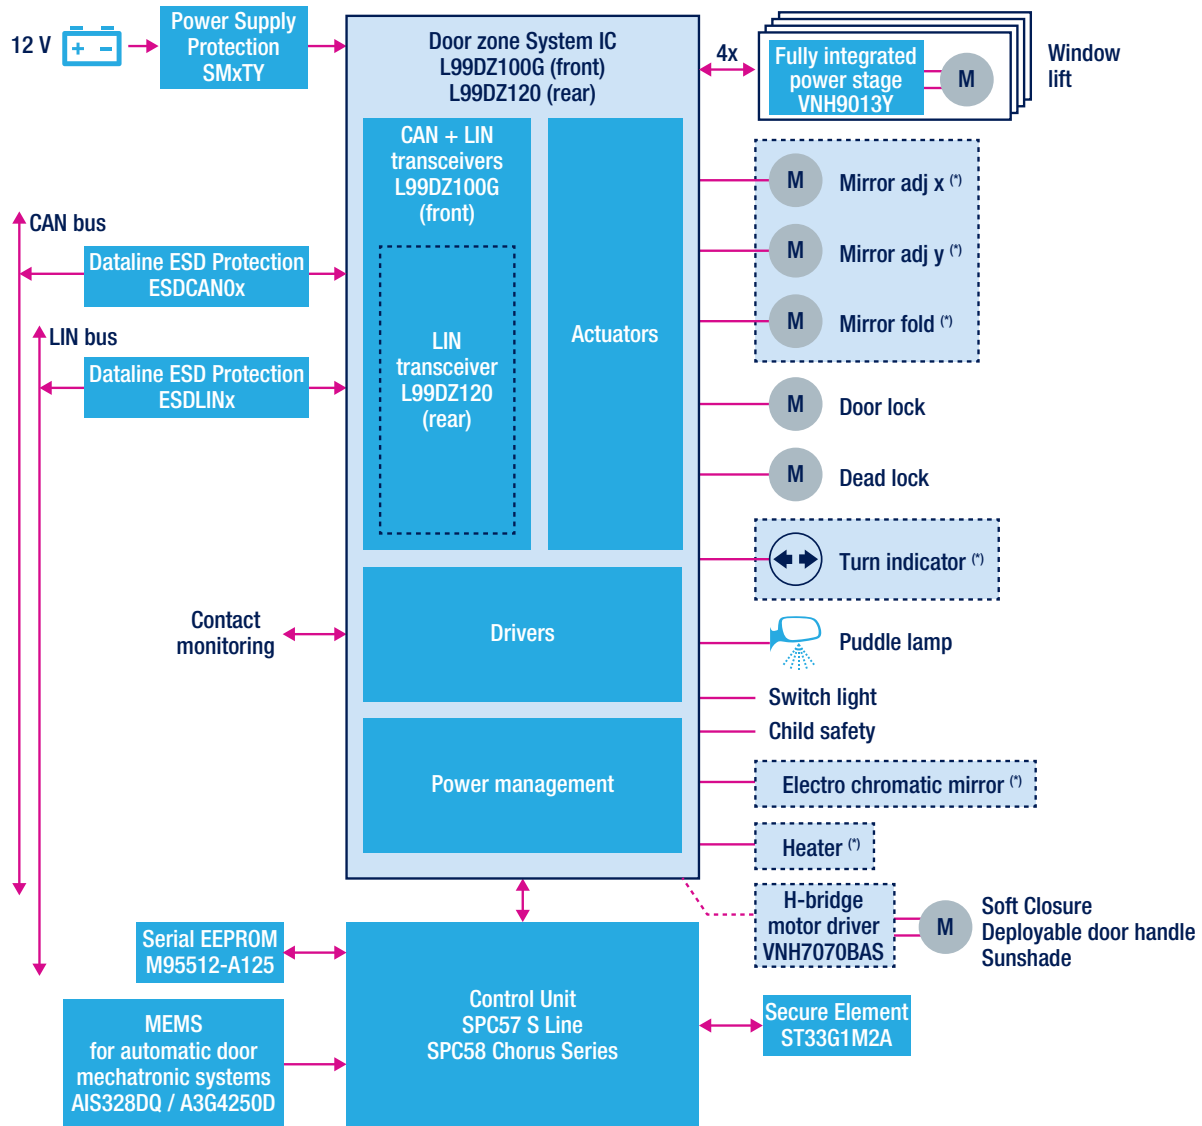 12 V
Power Supply
Protection
SMxTY
Door zone System IC
L99DZ100G (front)
L99DZ120 (rear)
4x
Fully integrated
power stage
VNH9013Y
M
Window
lift
CAN + LIN
transceivers
L99DZ100G
(front)
LIN
transceiver
L99DZ120
(rear)
Actuators
M
Mirror adj x (*)
M
Mirror adj y (*)
M
Mirror fold (*)
CAN bus
Dataline ESD Protection
ESDCAN0x
LIN bus
Dataline ESD Protection
ESDLINx
M
Door lock
M
Dead lock
Turn indicator (*)
Contact
monitoring
Drivers
Puddle lamp
Switch light
Child safety
Power management
Electro chromatic mirror (*)
Heater (*)
H-bridge
motor driver
VNH7070BAS
M
Soft Closure
Deployable door handle
Sunshade
Serial EEPROM
M95512-A125
Control Unit
SPC57 S Line
SPC58 Chorus Series
Secure Element
ST33G1M2A
MEMS
for automatic door
mechatronic systems
AIS328DQ / A3G4250D